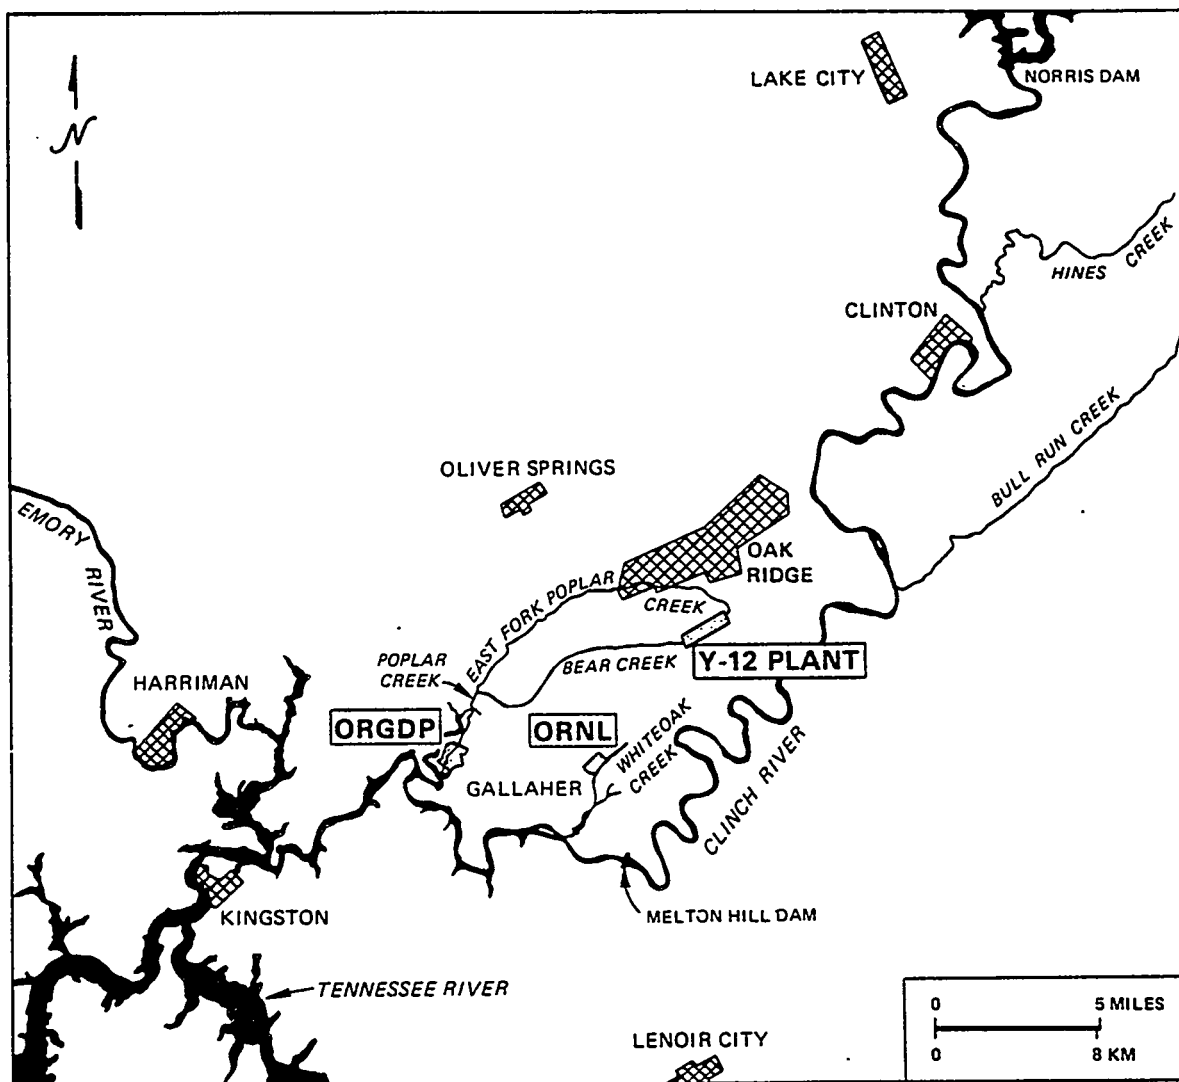 LAKE CITY
NORRIS DAM
N
HINES
CREEK
CLINTON
BULL RUN CREEK
OLIVER SPRINGS
EMORY
RIVER
OAK
RIDGE
EAST FORK POPLAR
CREEK
BEAR CREEK
Y-12 PLANT
POPLAR
CREEK
HARRIMAN
ORGDP
ORNL
WHITEOAK
CREEK
GALLAHER
CLINCH RIVER
KINGSTON
MELTON HILL DAM
TENNESSEE RIVER
LENOIR CITY
0 5 MILES
0 8 KM